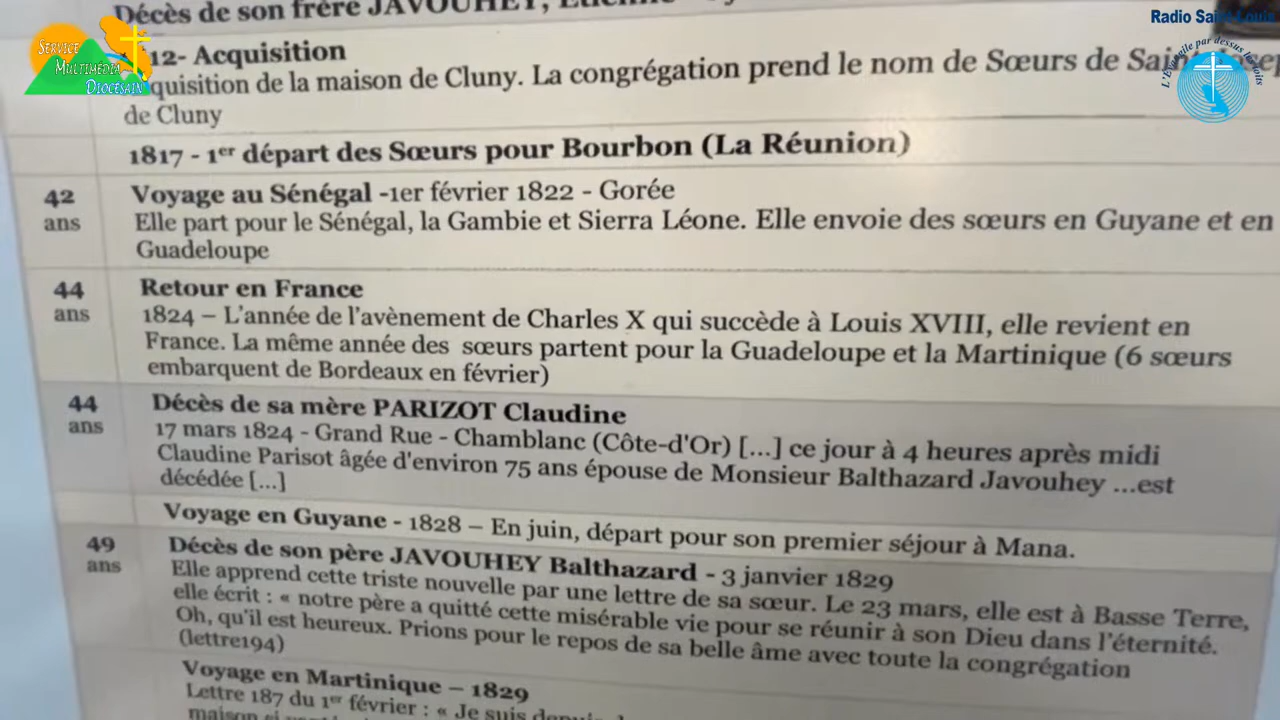 Décès de son frère JAVOUHEY,
Radio Saint Louis
SERVICE
MULTIMÉDIA
DIOCÉSAIN
L'Évangile par dessus les toits
12- Acquisition
quisition de la maison de Cluny. La congrégation prend le nom de Sœurs de
de Cluny
1817 - 1er départ des Sœurs pour Bourbon (La Réunion)
42 ans
Voyage au Sénégal -1er février 1822 - Gorée
Elle part pour le Sénégal, la Gambie et Sierra Léone. Elle envoie des sœurs en Guyane et en
Guadeloupe
44 ans
Retour en France
1824 – L'année de l'avènement de Charles X qui succède à Louis XVIII, elle revient en
France. La même année des sœurs partent pour la Guadeloupe et la Martinique (6 sœurs
embarquent de Bordeaux en février)
44 ans
Décès de sa mère PARIZOT Claudine
17 mars 1824 - Grand Rue - Chamblanc (Côte-d'Or) [...] ce jour à 4 heures après midi
Claudine Parisot âgée d'environ 75 ans épouse de Monsieur Balthazard Javouhey ...est
décédée [...]
Voyage en Guyane - 1828 – En juin, départ pour son premier séjour à Mana.
49 ans
Décès de son père JAVOUHEY Balthazard - 3 janvier 1829
Elle apprend cette triste nouvelle par une lettre de sa sœur. Le 23 mars, elle est à Basse Terre,
elle écrit : « notre père a quitté cette misérable vie pour se réunir à son Dieu dans l'éternité.
Oh, qu'il est heureux. Prions pour le repos de sa belle âme avec toute la congrégation
(lettre194)
Voyage en Martinique – 1829
Lettre 187 du 1er février : « Je suis depuis
maison